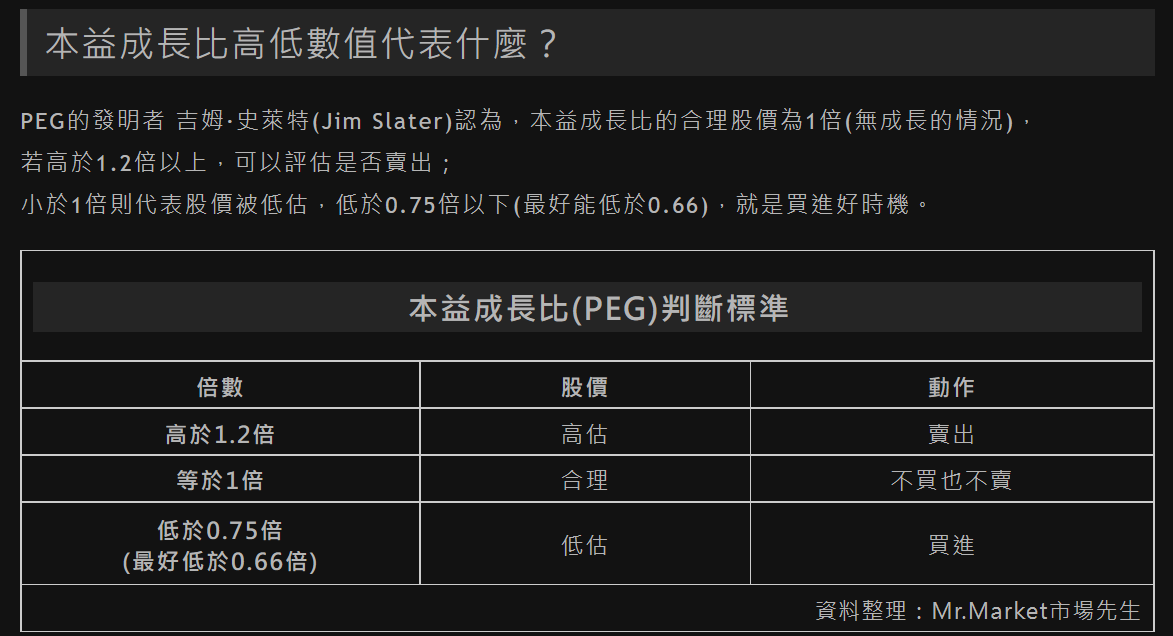 本益成長比高低數值代表什麼？
PEG的發明者 吉姆·史萊特(Jim Slater)認為，本益成長比的合理股價為1倍(無成長的情況)，
若高於1.2倍以上，可以評估是否賣出；
小於1倍則代表股價被低估，低於0.75倍以下(最好能低於0.66)，就是買進好時機。
本益成長比(PEG)判斷標準
倍數 股價 動作
高於1.2倍 高估 賣出
等於1倍 合理 不買也不賣
低於0.75倍
(最好低於0.66倍) 低估 買進
資料整理：Mr.Market市場先生